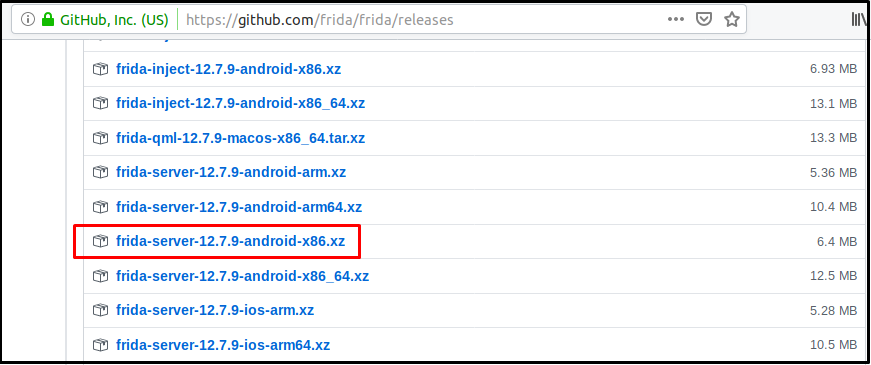 GitHub, Inc. (US) https://github.com/frida/frida/releases
frida-inject-12.7.9-android-x86.xz 6.93 MB
frida-inject-12.7.9-android-x86_64.xz 13.1 MB
frida-qml-12.7.9-macos-x86_64.tar.xz 13.3 MB
frida-server-12.7.9-android-arm.xz 5.36 MB
frida-server-12.7.9-android-arm64.xz 10.4 MB
frida-server-12.7.9-android-x86.xz 6.4 MB
frida-server-12.7.9-android-x86_64.xz 12.5 MB
frida-server-12.7.9-ios-arm.xz 5.28 MB
frida-server-12.7.9-ios-arm64.xz 10.5 MB